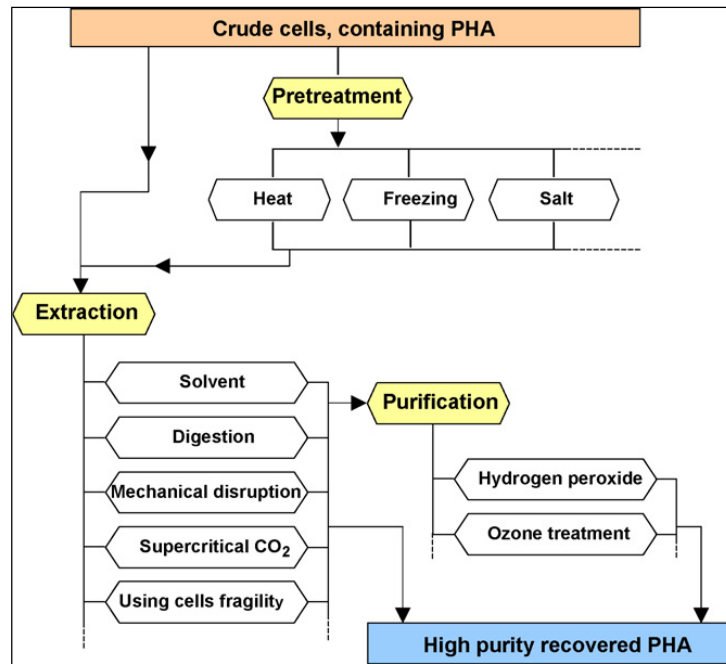 Crude cells, containing PHA
Pretreatment
Heat
Freezing
Salt
Extraction
Solvent
Purification
Digestion
Mechanical disruption
Hydrogen peroxide
Supercritical CO₂
Ozone treatment
Using cells fragility
High purity recovered PHA